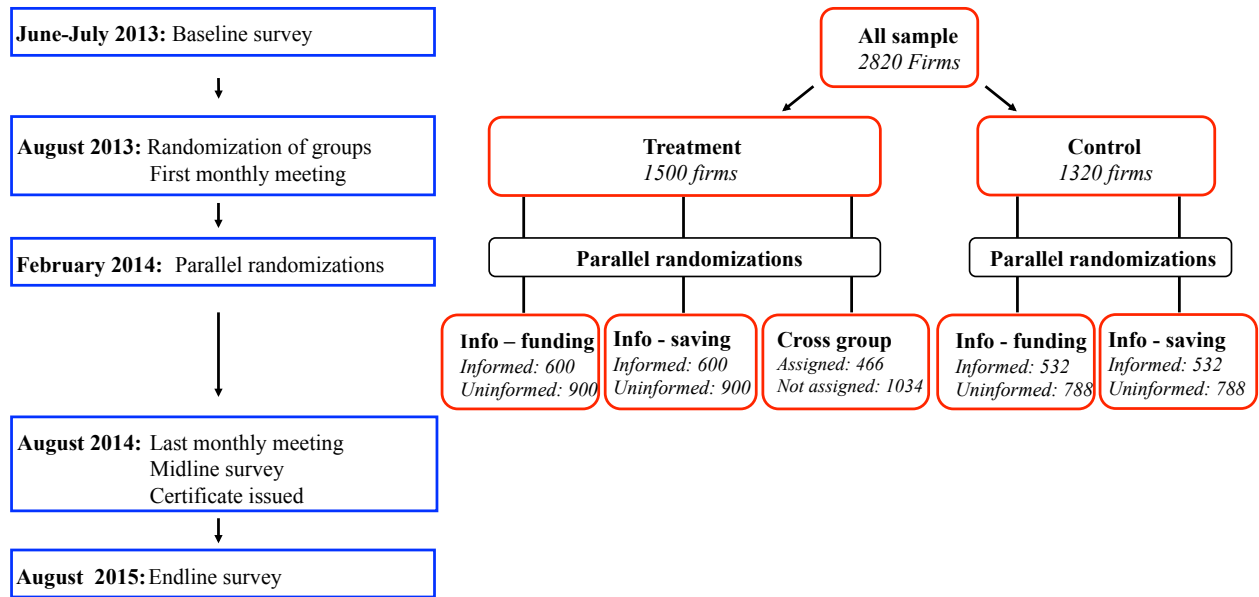 June-July 2013: Baseline survey
August 2013: Randomization of groups
First monthly meeting
February 2014: Parallel randomizations
August 2014: Last monthly meeting
Midline survey
Certificate issued
August 2015: Endline survey
All sample
2820 Firms
Treatment
1500 firms
Control
1320 firms
Parallel randomizations
Parallel randomizations
Info – funding
Informed: 600
Uninformed: 900
Info - saving
Informed: 600
Uninformed: 900
Cross group
Assigned: 466
Not assigned: 1034
Info - funding
Informed: 532
Uninformed: 788
Info - saving
Informed: 532
Uninformed: 788